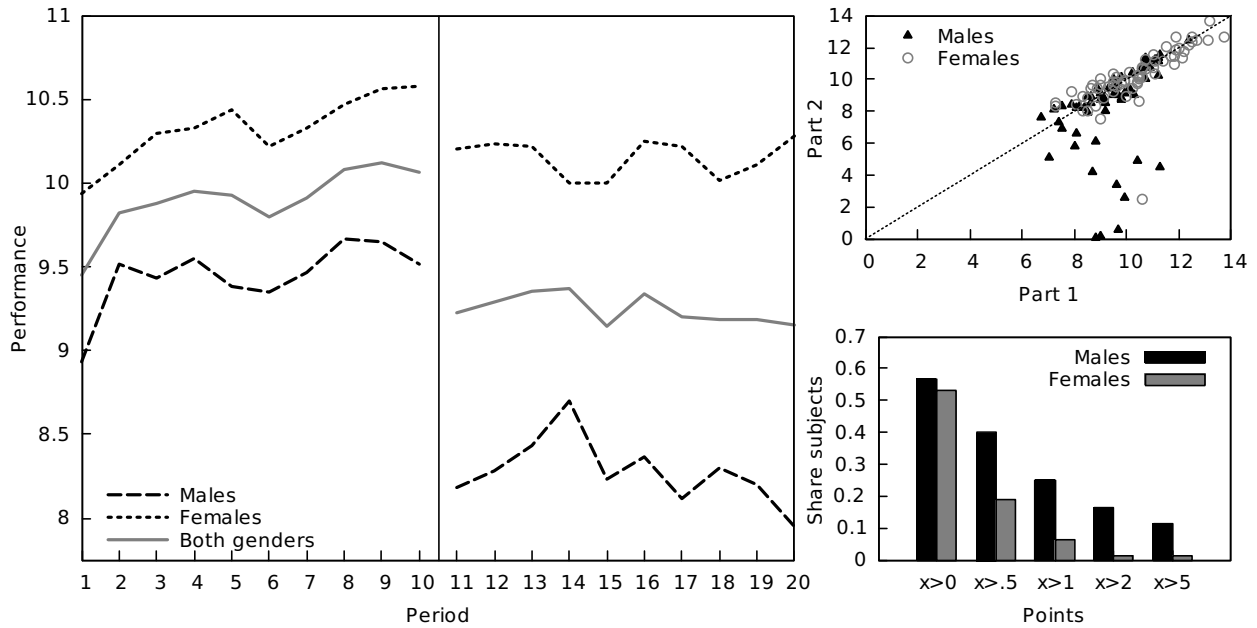 11
10.5
10
9.5
9
8.5
8
Performance
Males
Females
Both genders
1 2 3 4 5 6 7 8 9 10 11 12 13 14 15 16 17 18 19 20
Period
Males
Females
14
12
10
8
6
4
2
0
Part 2
0 2 4 6 8 10 12 14
Part 1
0.7
0.6
0.5
0.4
0.3
0.2
0.1
0
Share subjects
Males
Females
x>0 x>.5 x>1 x>2 x>5
Points